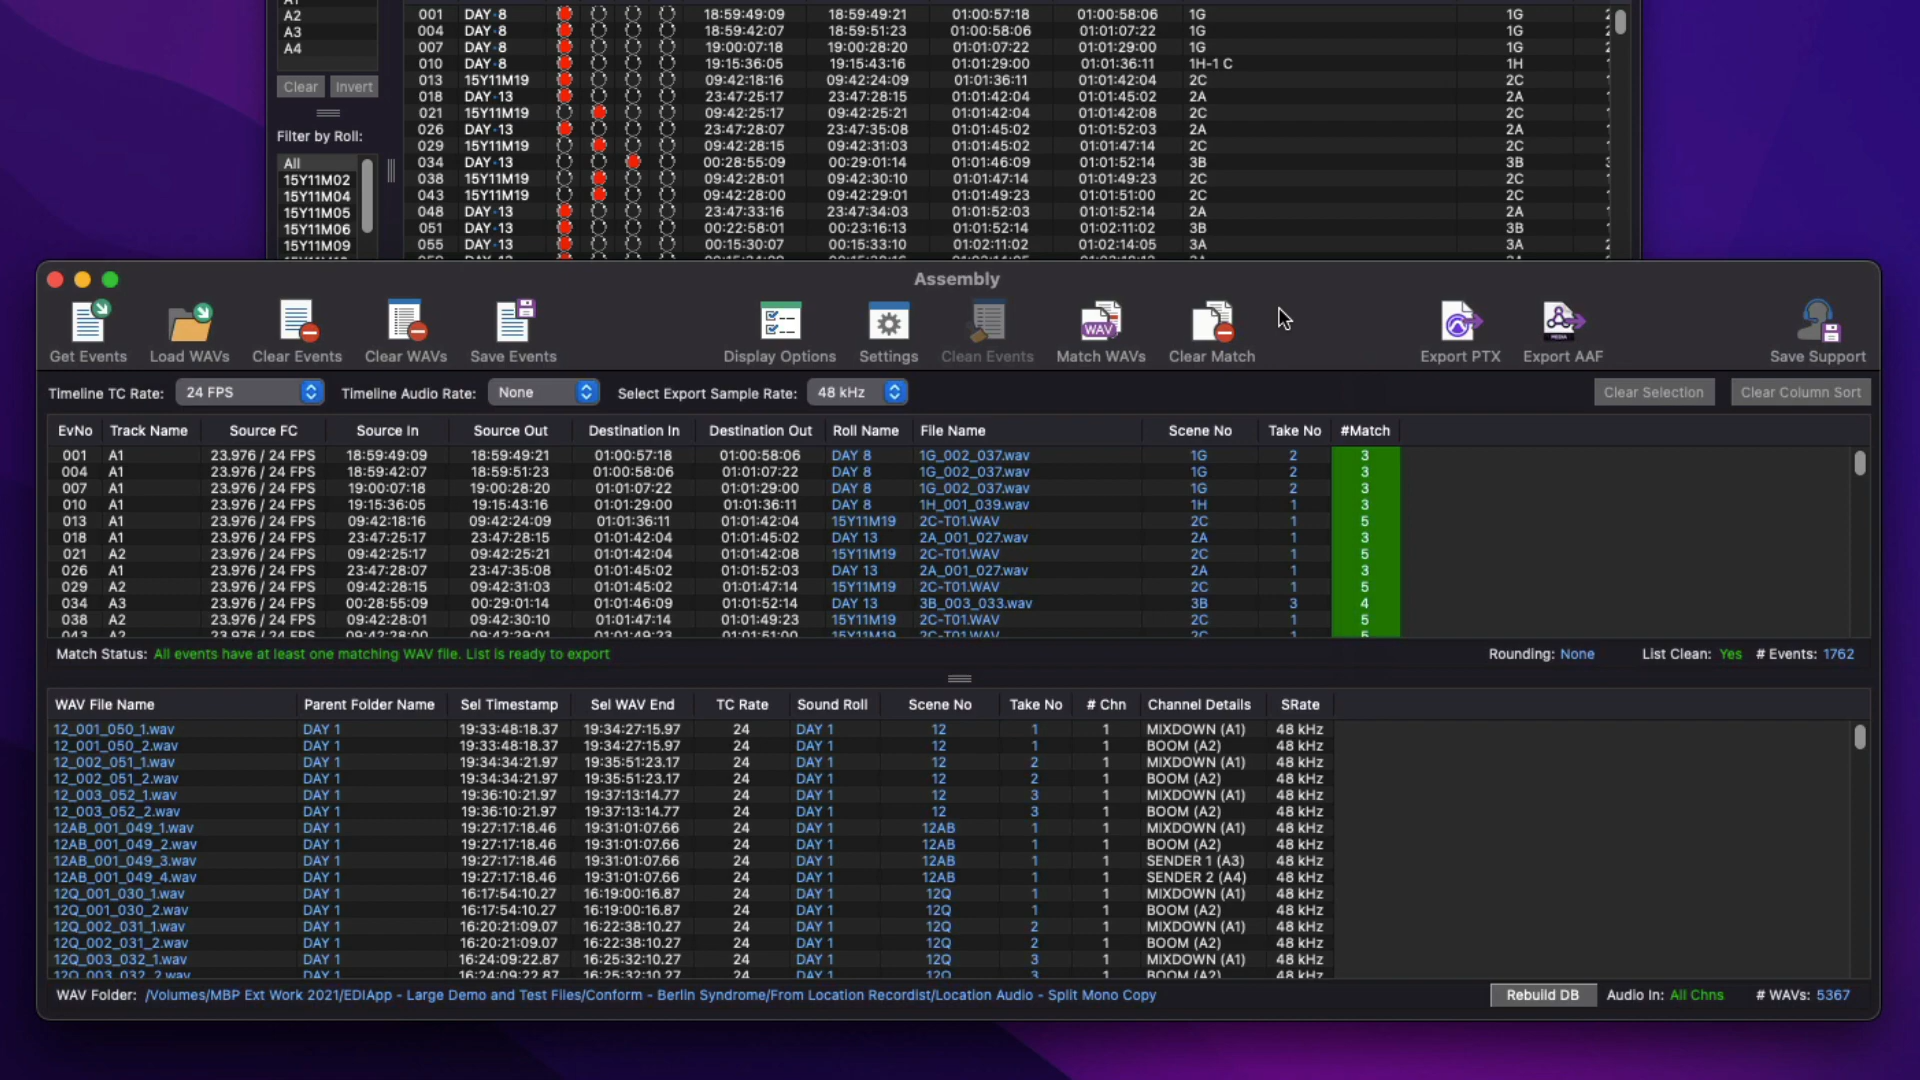 A1
A2
A3
A4
Clear Invert
Filter by Roll:
All
15Y11M02
15Y11M04
15Y11M05
15Y11M06
15Y11M09
001 DAY 8 18:59:49:09 18:59:49:21 01:00:57:18 01:00:58:06 1G 1G
004 DAY 8 18:59:42:07 18:59:51:23 01:00:58:06 01:01:07:22 1G 1G
007 DAY 8 19:00:07:18 19:00:28:20 01:01:07:22 01:01:29:00 1G 1G
010 DAY 8 19:15:36:05 19:15:43:16 01:01:29:00 01:01:36:11 1H-1 C 1H
013 15Y11M19 09:42:18:16 09:42:24:09 01:01:36:11 01:01:42:04 2C 2C
018 DAY 13 23:47:25:17 23:47:28:15 01:01:42:04 01:01:45:02 2A 2A
021 15Y11M19 09:42:25:17 09:42:25:21 01:01:42:04 01:01:42:08 2C 2C
026 DAY 13 23:47:28:07 23:47:35:08 01:01:45:02 01:01:52:03 2A 2A
029 15Y11M19 09:42:28:15 09:42:31:03 01:01:45:02 01:01:47:14 2C 2C
034 DAY 13 00:28:55:09 00:29:01:14 01:01:46:09 01:01:52:14 3B 3B
038 15Y11M19 09:42:28:01 09:42:30:10 01:01:47:14 01:01:49:23 2C 2C
043 15Y11M19 09:42:28:00 09:42:29:01 01:01:49:23 01:01:51:00 2C 2C
048 DAY 13 23:47:33:16 23:47:34:03 01:01:52:03 01:01:52:14 2A 2A
051 DAY 13 00:22:58:01 00:23:16:13 01:01:52:14 01:02:11:02 3B 3B
055 DAY 13 00:15:30:07 00:15:33:10 01:02:11:02 01:02:14:05 3A 3A
Assembly
Get Events Load WAVs Clear Events Clear WAVs Save Events Display Options Settings Clean Events WAV Match WAVs Clear Match Export PTX Export AAF Save Support
Timeline TC Rate: 24 FPS Timeline Audio Rate: None Select Export Sample Rate: 48 kHz Clear Selection Clear Column Sort
EvNo Track Name Source FC Source In Source Out Destination In Destination Out Roll Name File Name Scene No Take No #Match
001 A1 23.976 / 24 FPS 18:59:49:09 18:59:49:21 01:00:57:18 01:00:58:06 DAY 8 1G_002_037.wav 1G 2 3
004 A1 23.976 / 24 FPS 18:59:42:07 18:59:51:23 01:00:58:06 01:01:07:22 DAY 8 1G_002_037.wav 1G 2 3
007 A1 23.976 / 24 FPS 19:00:07:18 19:00:28:20 01:01:07:22 01:01:29:00 DAY 8 1G_002_037.wav 1G 2 3
010 A1 23.976 / 24 FPS 19:15:36:05 19:15:43:16 01:01:29:00 01:01:36:11 DAY 8 1H_001_039.wav 1H 1 3
013 A1 23.976 / 24 FPS 09:42:18:16 09:42:24:09 01:01:36:11 01:01:42:04 15Y11M19 2C-T01.WAV 2C 1 5
018 A1 23.976 / 24 FPS 23:47:25:17 23:47:28:15 01:01:42:04 01:01:45:02 DAY 13 2A_001_027.wav 2A 1 3
021 A2 23.976 / 24 FPS 09:42:25:17 09:42:25:21 01:01:42:04 01:01:42:08 15Y11M19 2C-T01.WAV 2C 1 5
026 A1 23.976 / 24 FPS 23:47:28:07 23:47:35:08 01:01:45:02 01:01:52:03 DAY 13 2A_001_027.wav 2A 1 3
029 A2 23.976 / 24 FPS 09:42:28:15 09:42:31:03 01:01:45:02 01:01:47:14 15Y11M19 2C-T01.WAV 2C 1 5
034 A3 23.976 / 24 FPS 00:28:55:09 00:29:01:14 01:01:46:09 01:01:52:14 DAY 13 3B_003_033.wav 3B 3 4
038 A2 23.976 / 24 FPS 09:42:28:01 09:42:30:10 01:01:47:14 01:01:49:23 15Y11M19 2C-T01.WAV 2C 1 5
043 A2 23.976 / 24 FPS 09:42:28:00 09:42:29:01 01:01:49:23 01:01:51:00 15Y11M19 2C-T01.WAV 2C 1 5
Match Status: All events have at least one matching WAV file. List is ready to export Rounding: None List Clean: Yes # Events: 1762
WAV File Name Parent Folder Name Sel Timestamp Sel WAV End TC Rate Sound Roll Scene No Take No # Chn Channel Details SRate
12_001_050_1.wav DAY 1 19:33:48:18.37 19:34:27:15.97 24 DAY 1 12 1 1 MIXDOWN (A1) 48 kHz
12_001_050_2.wav DAY 1 19:33:48:18.37 19:34:27:15.97 24 DAY 1 12 1 1 BOOM (A2) 48 kHz
12_002_051_1.wav DAY 1 19:34:34:21.97 19:35:51:23.17 24 DAY 1 12 2 1 MIXDOWN (A1) 48 kHz
12_002_051_2.wav DAY 1 19:34:34:21.97 19:35:51:23.17 24 DAY 1 12 2 1 BOOM (A2) 48 kHz
12_003_052_1.wav DAY 1 19:36:10:21.97 19:37:13:14.77 24 DAY 1 12 3 1 MIXDOWN (A1) 48 kHz
12_003_052_2.wav DAY 1 19:36:10:21.97 19:37:13:14.77 24 DAY 1 12 3 1 BOOM (A2) 48 kHz
12AB_001_049_1.wav DAY 1 19:27:17:18.46 19:31:01:07.66 24 DAY 1 12AB 1 1 MIXDOWN (A1) 48 kHz
12AB_001_049_2.wav DAY 1 19:27:17:18.46 19:31:01:07.66 24 DAY 1 12AB 1 1 BOOM (A2) 48 kHz
12AB_001_049_3.wav DAY 1 19:27:17:18.46 19:31:01:07.66 24 DAY 1 12AB 1 1 SENDER 1 (A3) 48 kHz
12AB_001_049_4.wav DAY 1 19:27:17:18.46 19:31:01:07.66 24 DAY 1 12AB 1 1 SENDER 2 (A4) 48 kHz
12Q_001_030_1.wav DAY 1 16:17:54:10.27 16:19:00:16.87 24 DAY 1 12Q 1 1 MIXDOWN (A1) 48 kHz
12Q_001_030_2.wav DAY 1 16:17:54:10.27 16:19:00:16.87 24 DAY 1 12Q 1 1 BOOM (A2) 48 kHz
12Q_002_031_1.wav DAY 1 16:20:21:09.07 16:22:38:10.27 24 DAY 1 12Q 2 1 MIXDOWN (A1) 48 kHz
12Q_002_031_2.wav DAY 1 16:20:21:09.07 16:22:38:10.27 24 DAY 1 12Q 2 1 BOOM (A2) 48 kHz
12Q_003_032_1.wav DAY 1 16:24:09:22.87 16:25:32:10.27 24 DAY 1 12Q 3 1 MIXDOWN (A1) 48 kHz
12Q_003_032_2.wav DAY 1 16:24:09:22.87 16:25:32:10.27 24 DAY 1 12Q 3 1 BOOM (A2) 48 kHz
WAV Folder: /Volumes/MBP Ext Work 2021/EDIApp - Large Demo and Test Files/Conform - Berlin Syndrome/From Location Recordist/Location Audio - Split Mono Copy Rebuild DB Audio In: All Chns # WAVs: 5367